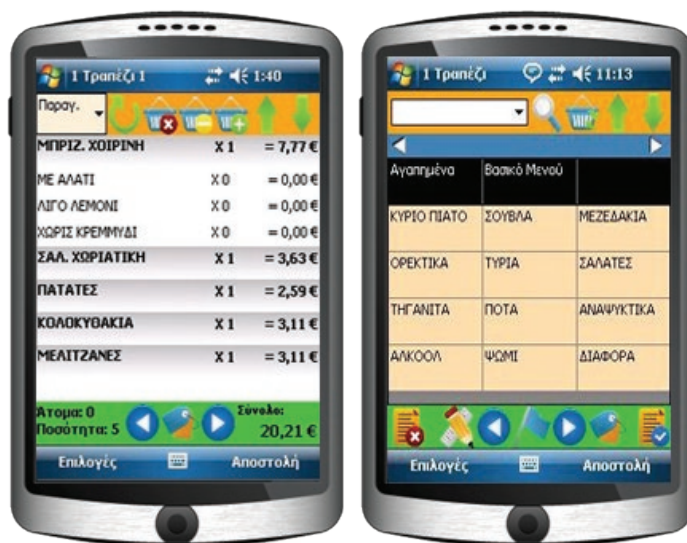 1 Τραπέζι 1 1:40
Παραγ.
ΜΠΡΙΖ. ΧΟΙΡΙΝΗ X 1 = 7,77 €
ΜΕ ΑΛΑΤΙ X 0 = 0,00 €
ΛΙΓΟ ΛΕΜΟΝΙ X 0 = 0,00 €
ΧΩΡΙΣ ΚΡΕΜΜΥΔΙ X 0 = 0,00 €
ΣΑΛ. ΧΩΡΙΑΤΙΚΗ X 1 = 3,63 €
ΠΑΤΑΤΕΣ X 1 = 2,59 €
ΚΟΛΟΚΥΘΑΚΙΑ X 1 = 3,11 €
ΜΕΛΙΤΖΑΝΕΣ X 1 = 3,11 €
Άτομα: 0 Σύνολο:
Ποσότητα: 5 20,21 €
Επιλογές Αποστολή
1 Τραπέζι 11:13
Αγαπημένα Βασικό Μενού
ΚΥΡΙΟ ΠΙΑΤΟ ΣΟΥΒΛΑ ΜΕΖΕΔΑΚΙΑ
ΟΡΕΚΤΙΚΑ ΤΥΡΙΑ ΣΑΛΑΤΕΣ
ΤΗΓΑΝΙΤΑ ΠΟΤΑ ΑΝΑΨΥΚΤΙΚΑ
ΑΛΚΟΟΛ ΨΩΜΙ ΔΙΑΦΟΡΑ
Επιλογές Αποστολή